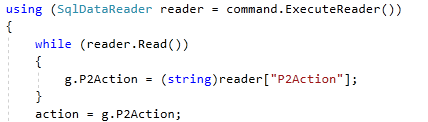 using (SqlDataReader reader = command.ExecuteReader())
{
    while (reader.Read())
    {
        g.P2Action = (string)reader["P2Action"];
    }
    action = g.P2Action;